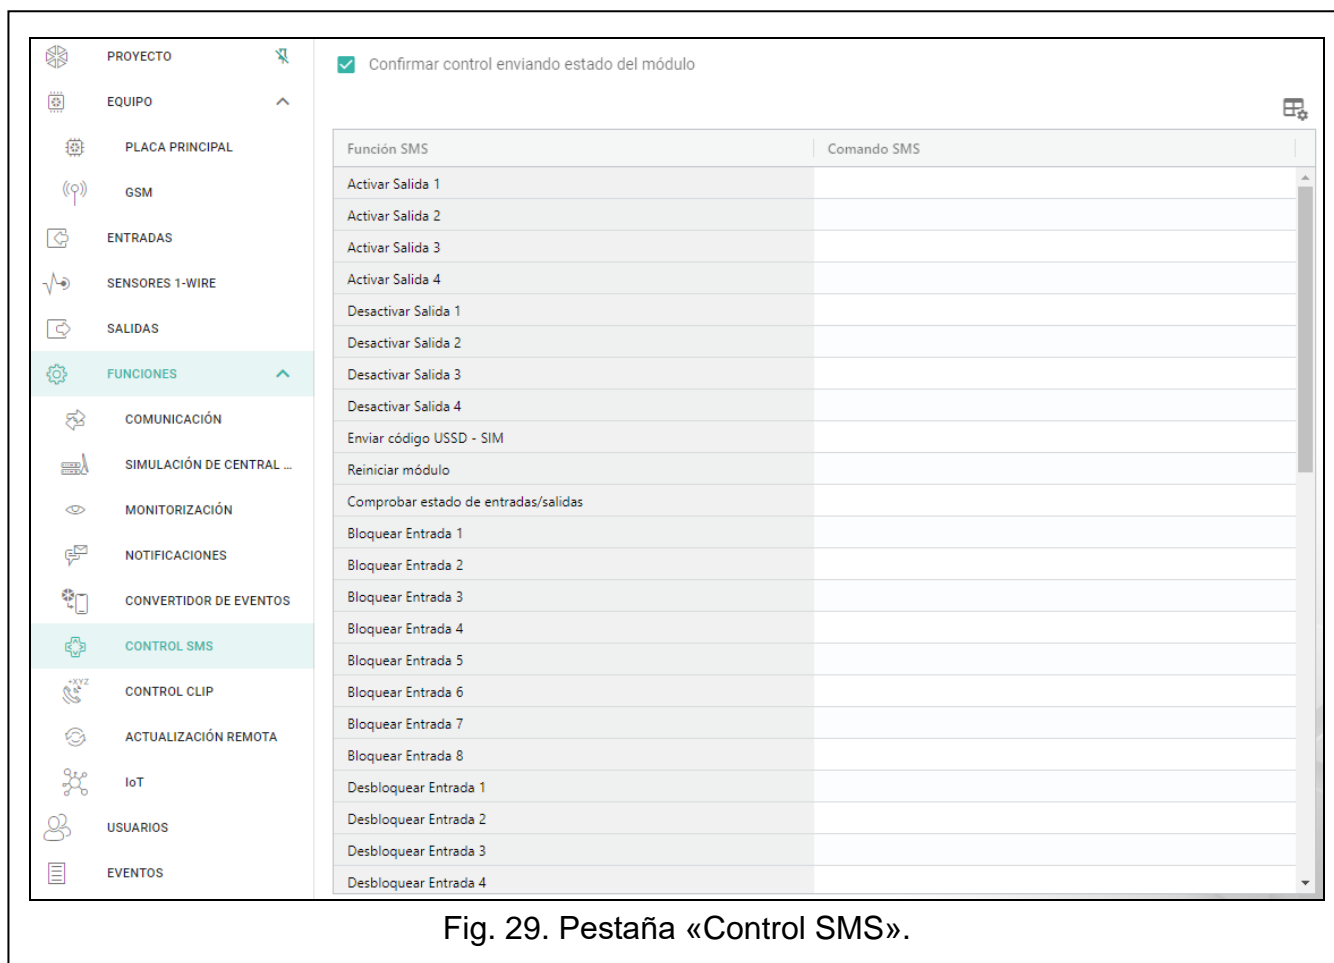 PROYECTO
EQUIPO
PLACA PRINCIPAL
GSM
ENTRADAS
SENSORES 1-WIRE
SALIDAS
FUNCIONES
COMUNICACIÓN
SIMULACIÓN DE CENTRAL ...
MONITORIZACIÓN
NOTIFICACIONES
CONVERTIDOR DE EVENTOS
CONTROL SMS
+XYZ
CONTROL CLIP
ACTUALIZACIÓN REMOTA
IoT
USUARIOS
EVENTOS
Confirmar control enviando estado del módulo
Función SMS Comando SMS
Activar Salida 1
Activar Salida 2
Activar Salida 3
Activar Salida 4
Desactivar Salida 1
Desactivar Salida 2
Desactivar Salida 3
Desactivar Salida 4
Enviar código USSD - SIM
Reiniciar módulo
Comprobar estado de entradas/salidas
Bloquear Entrada 1
Bloquear Entrada 2
Bloquear Entrada 3
Bloquear Entrada 4
Bloquear Entrada 5
Bloquear Entrada 6
Bloquear Entrada 7
Bloquear Entrada 8
Desbloquear Entrada 1
Desbloquear Entrada 2
Desbloquear Entrada 3
Desbloquear Entrada 4
Fig. 29. Pestaña «Control SMS».